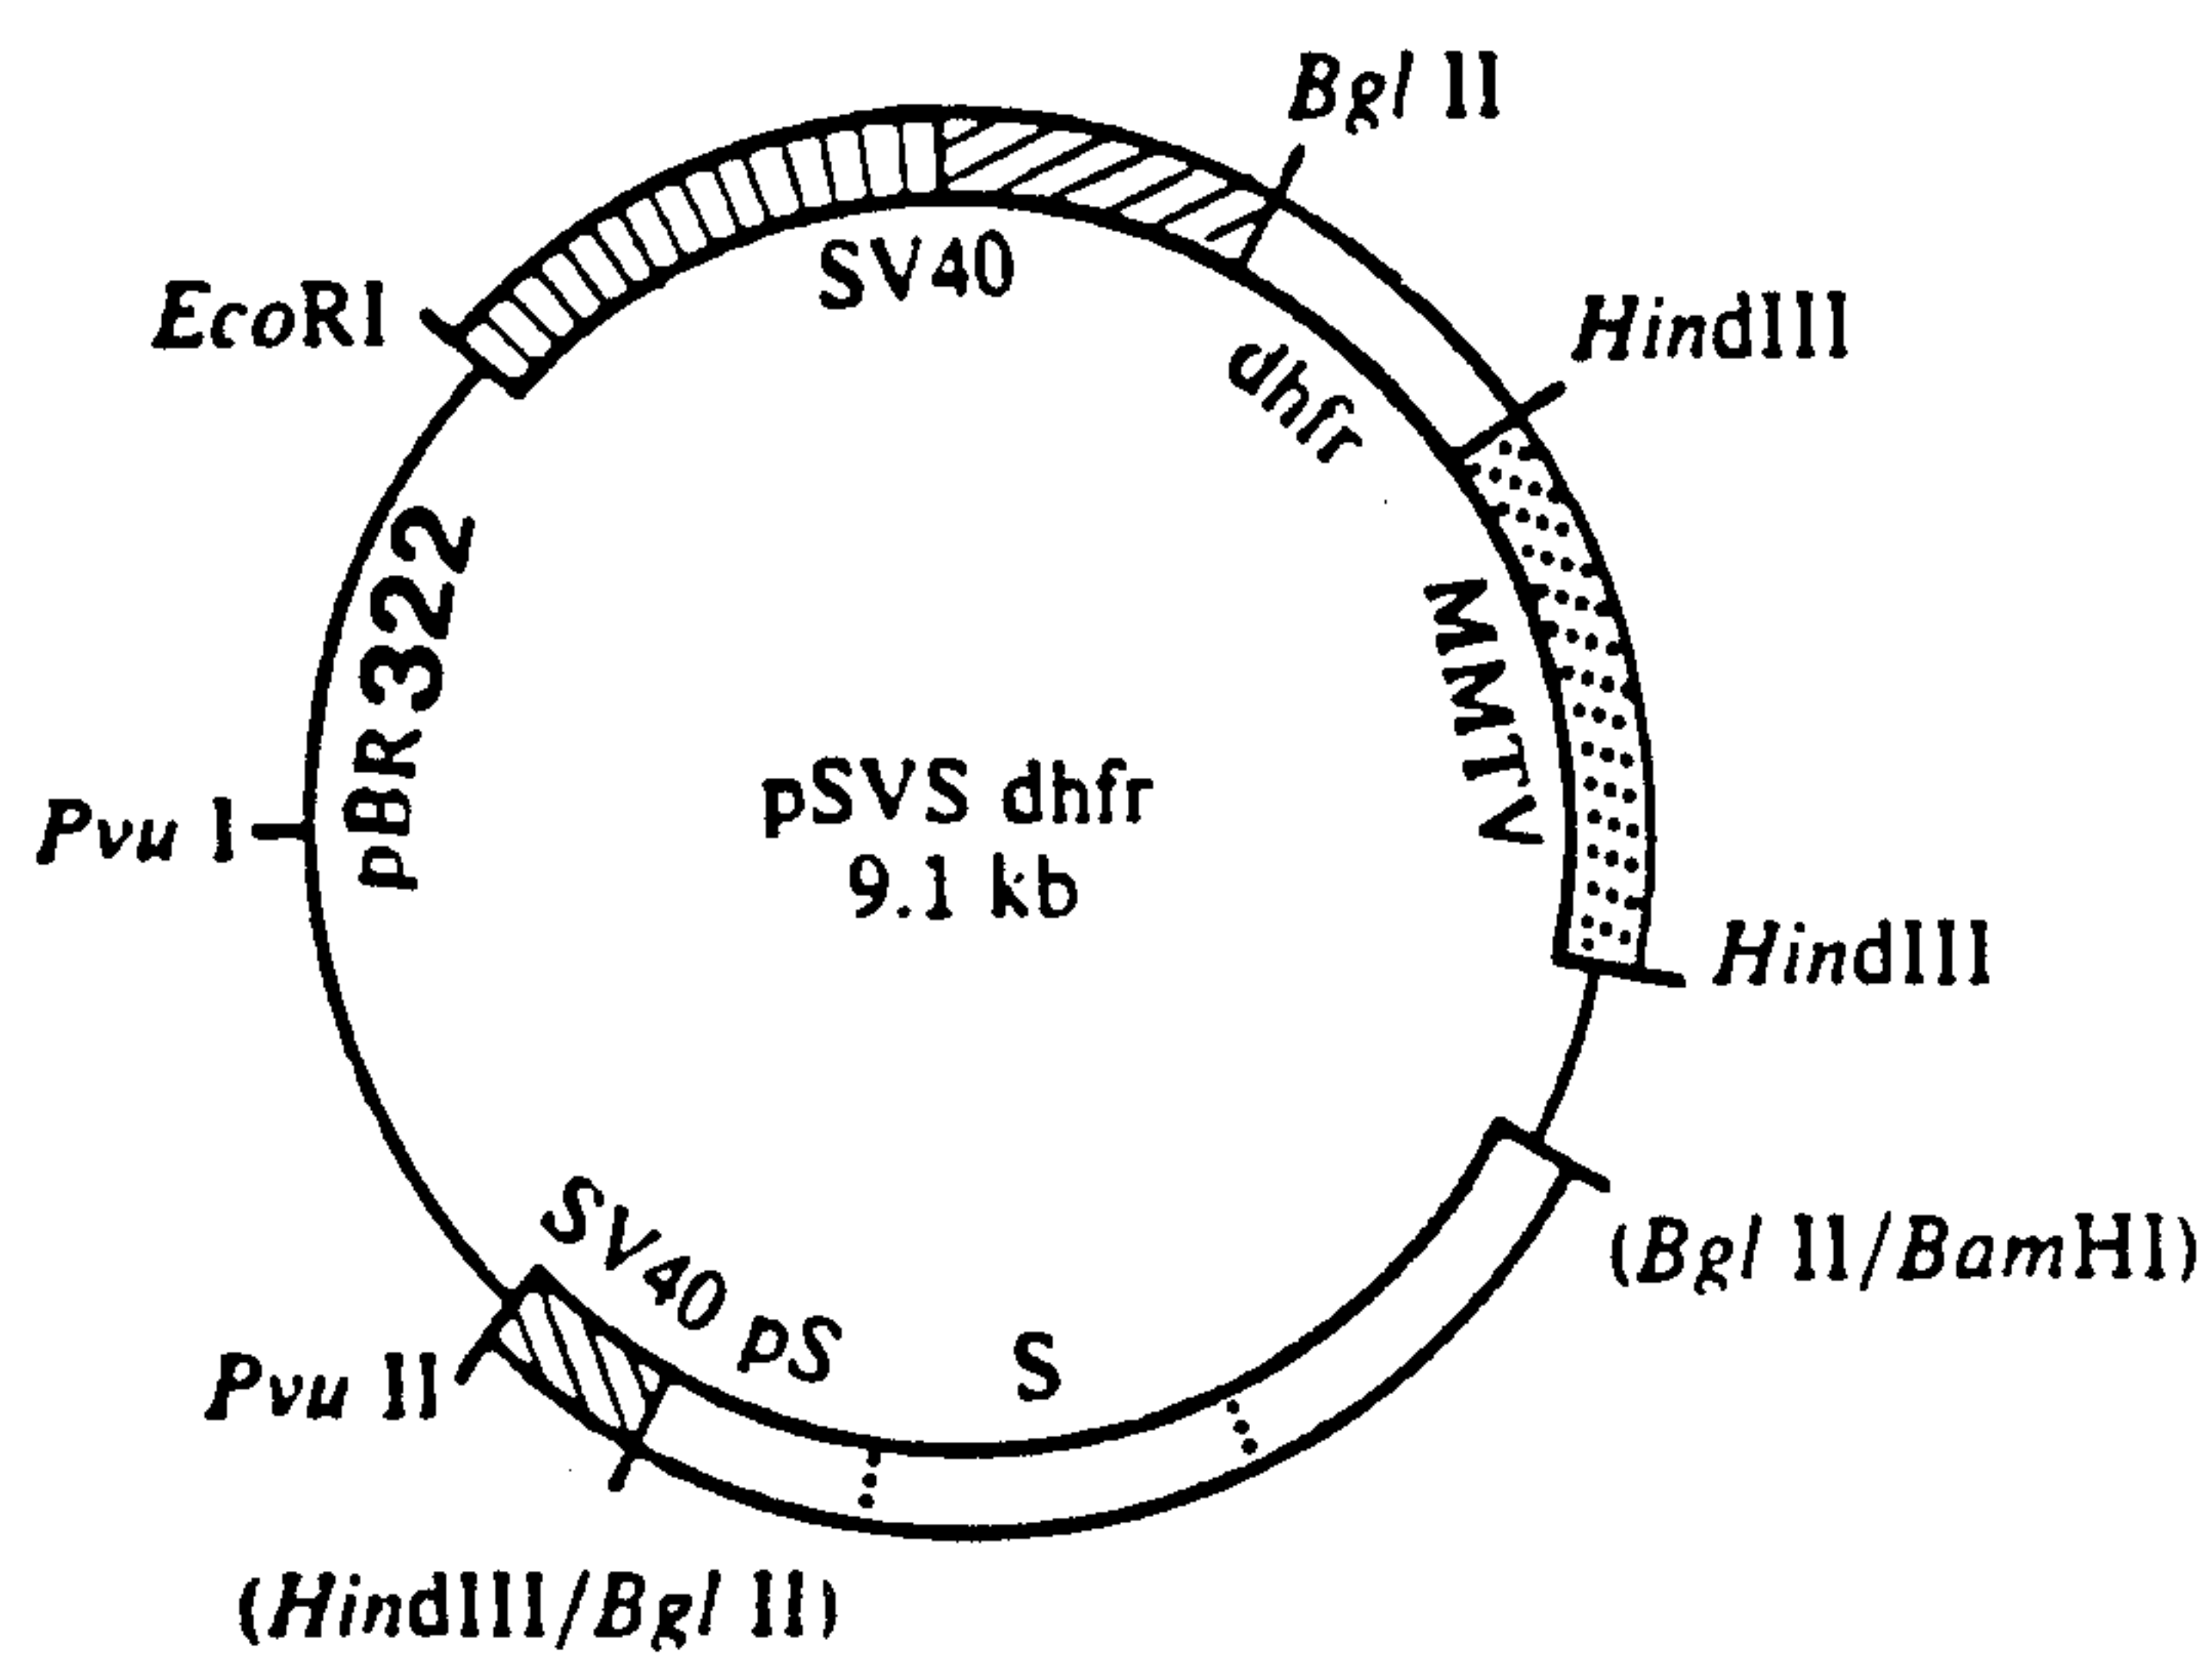 Bgl II
EcoRI
SV40
HindIII
dhfr
pBR322
MMTV
pSVS dhfr
9.1 kb
Pvu I
HindIII
(Bgl II/BamHI)
SV40 pS
S
Pvu II
(HindIII/Bgl II)